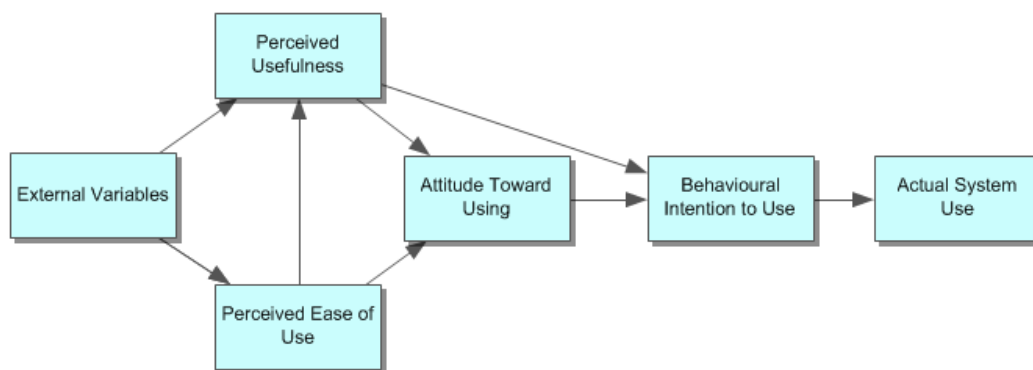 Perceived
Usefulness
External Variables
Attitude Toward
Using
Behavioural
Intention to Use
Actual System
Use
Perceived Ease of
Use